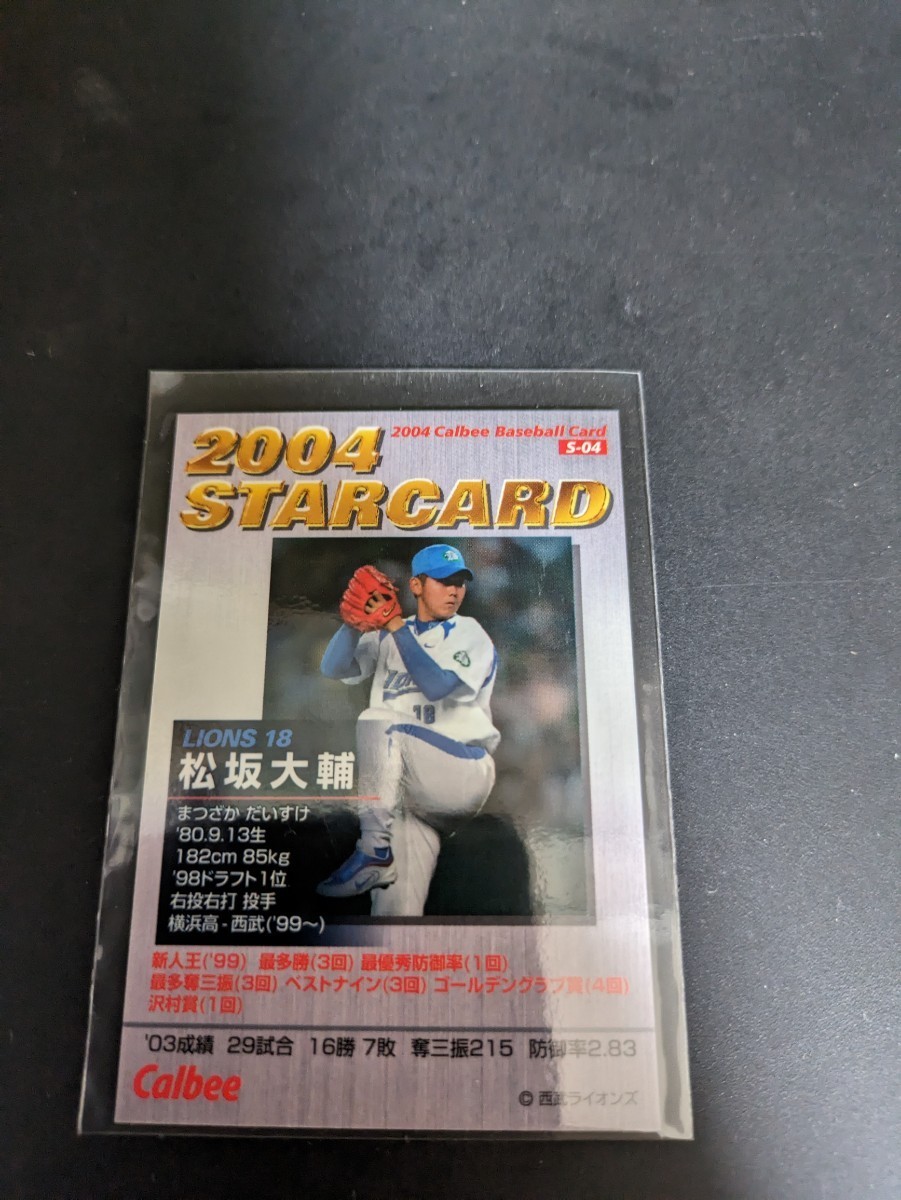 2004 Calbee Baseball Card
S-04
2004
STARCARD
Lions
18
LIONS 18
松坂大輔
まつざか だいすけ
'80.9.13生
182cm 85kg
'98ドラフト1位
右投右打 投手
横浜高-西武('99～)
新人王('99) 最多勝(3回) 最優秀防御率(1回)
最多奪三振(3回) ベストナイン(3回) ゴールデングラブ賞(4回)
沢村賞(1回)
'03成績 29試合 16勝 7敗 奪三振215 防御率2.83
Calbee
© 西武ライオンズ